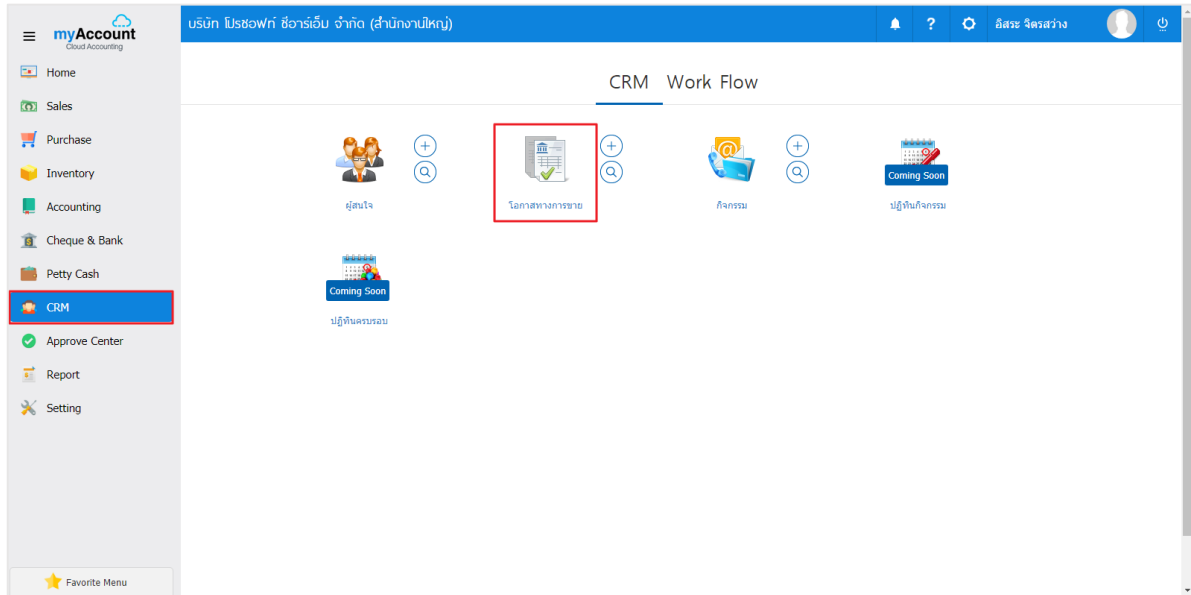 myAccount
Cloud Accounting
บริษัท โปรซอฟท์ ซีอาร์เอ็ม จำกัด (สำนักงานใหญ่)
?
อิสระ จิตรสว่าง
Home
Sales
Purchase
Inventory
Accounting
Cheque & Bank
Petty Cash
CRM
Approve Center
Report
Setting
Favorite Menu
CRM Work Flow
ผู้สนใจ
โอกาสทางการขาย
@
กิจกรรม
Coming Soon
ปฏิทินกิจกรรม
Coming Soon
ปฏิทินครบรอบ